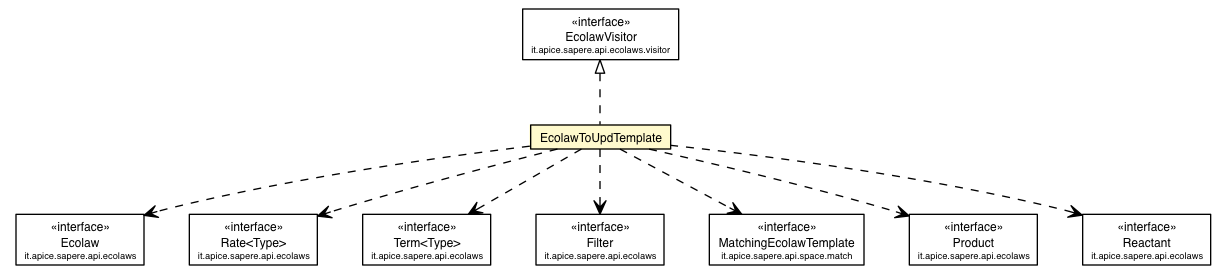 «interface»
EcolawVisitor
it.apice.sapere.api.ecolaws.visitor
EcolawToUpdTemplate
«interface»
Ecolaw
it.apice.sapere.api.ecolaws
«interface»
Rate<Type>
it.apice.sapere.api.ecolaws
«interface»
Term<Type>
it.apice.sapere.api.ecolaws
«interface»
Filter
it.apice.sapere.api.ecolaws
«interface»
MatchingEcolawTemplate
it.apice.sapere.api.space.match
«interface»
Product
it.apice.sapere.api.ecolaws
«interface»
Reactant
it.apice.sapere.api.ecolaws